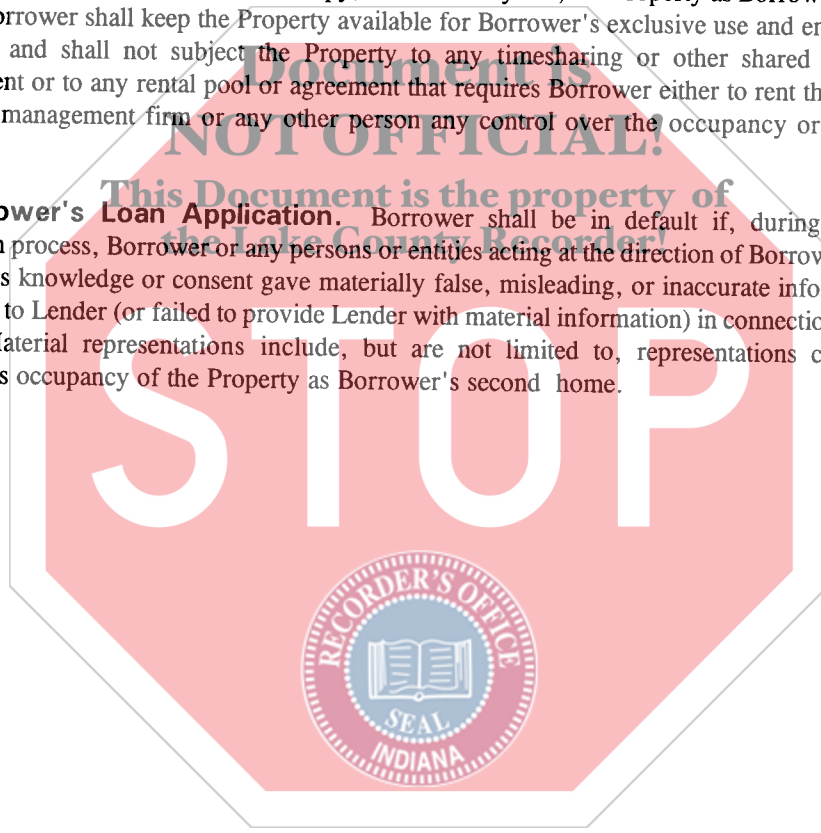 orrower shall keep the Property available for Borrower's exclusive use and en
and shall not subject the Property to any timesharing or other shared
Document is
ent or to any rental pool or agreement that requires Borrower either to rent th
management firm or any other person any control over the occupancy or
NOT OFFICIAL!
This Document is the property of
ower's Loan Application. Borrower shall be in default if, during
the Lake County Recorder!
n process, Borrower or any persons or entities acting at the direction of Borrow
s knowledge or consent gave materially false, misleading, or inaccurate info
to Lender (or failed to provide Lender with material information) in connectio
Material representations include, but are not limited to, representations c
s occupancy of the Property as Borrower's second home.
STOP
RECORDER'S OFFICE
SEAL
INDIANA